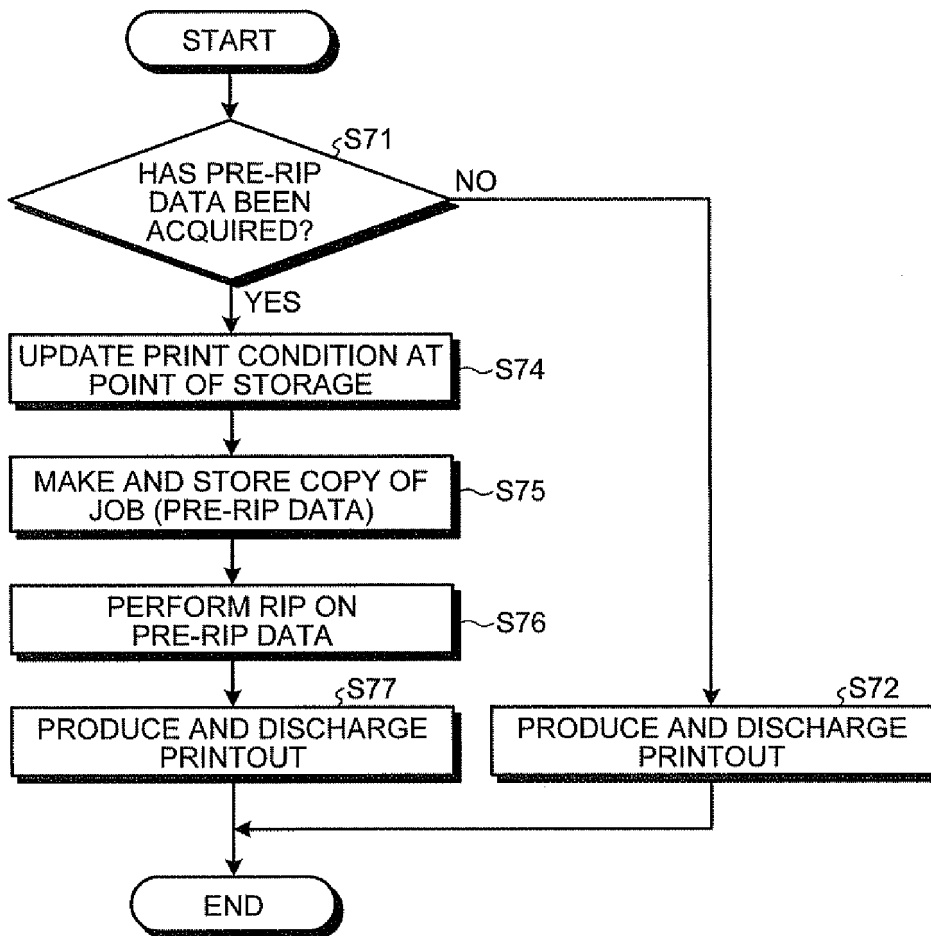 START
S71
HAS PRE-RIP
DATA BEEN
ACQUIRED?
NO
YES
UPDATE PRINT CONDITION AT
POINT OF STORAGE
S74
MAKE AND STORE COPY OF
JOB (PRE-RIP DATA)
S75
PERFORM RIP ON
PRE-RIP DATA
S76
S77
PRODUCE AND DISCHARGE
PRINTOUT
S72
PRODUCE AND DISCHARGE
PRINTOUT
END